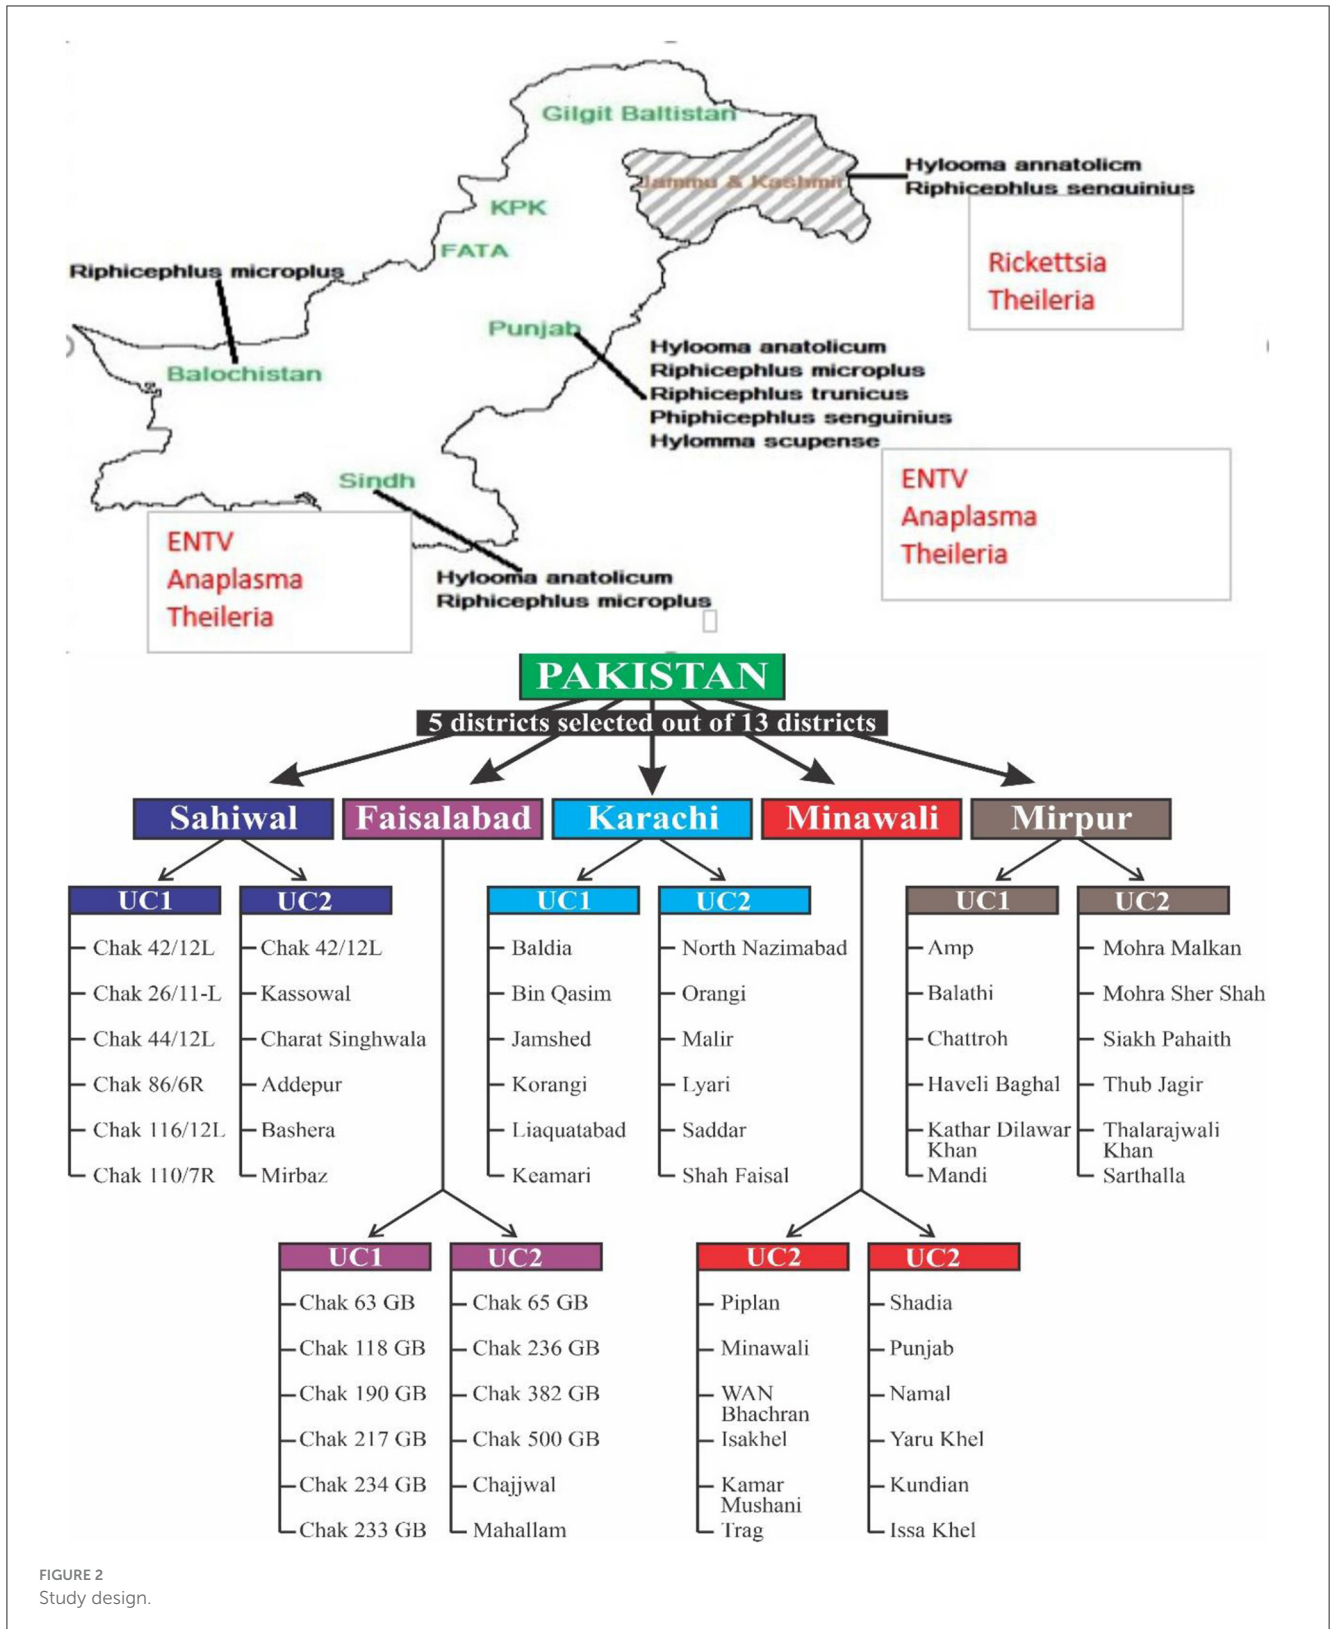 Gilgit Baltistan
Jammu & Kashmir
Hylooma annatolicm
Riphicephlus senguinius
KPK
FATA
Rickettsia
Theileria
Riphicephlus microplus
Punjab
Balochistan
Hylooma anatolicum
Riphicephlus microplus
Riphicephlus trunicus
Phiphicephlus senguinius
Hylomma scupense
Sindh
ENTV
Anaplasma
Theileria
ENTV
Anaplasma
Theileria
Hylooma anatolicum
Riphicephlus microplus
PAKISTAN
5 districts selected out of 13 districts
Sahiwal
Faisalabad
Karachi
Minawali
Mirpur
UC1
Chak 42/12L
Chak 26/11-L
Chak 44/12L
Chak 86/6R
Chak 116/12L
Chak 110/7R
UC2
Chak 42/12L
Kassowal
Charat Singhwala
Addepur
Bashera
Mirbaz
UC1
Baldia
Bin Qasim
Jamshed
Korangi
Liaquatabad
Keamari
UC2
North Nazimabad
Orangi
Malir
Lyari
Saddar
Shah Faisal
UC1
Amp
Balathi
Chattroh
Haveli Baghal
Kathar Dilawar
Khan
Mandi
UC2
Mohra Malkan
Mohra Sher Shah
Siakh Pahaith
Thub Jagir
Thalarajwali
Khan
Sarthalla
UC1
Chak 63 GB
Chak 118 GB
Chak 190 GB
Chak 217 GB
Chak 234 GB
Chak 233 GB
UC2
Chak 65 GB
Chak 236 GB
Chak 382 GB
Chak 500 GB
Chajjwal
Mahallam
UC2
Piplan
Minawali
WAN
Bhachran
Isakhel
Kamar
Mushani
Trag
UC2
Shadia
Punjab
Namal
Yaru Khel
Kundian
Issa Khel
FIGURE 2
Study design.